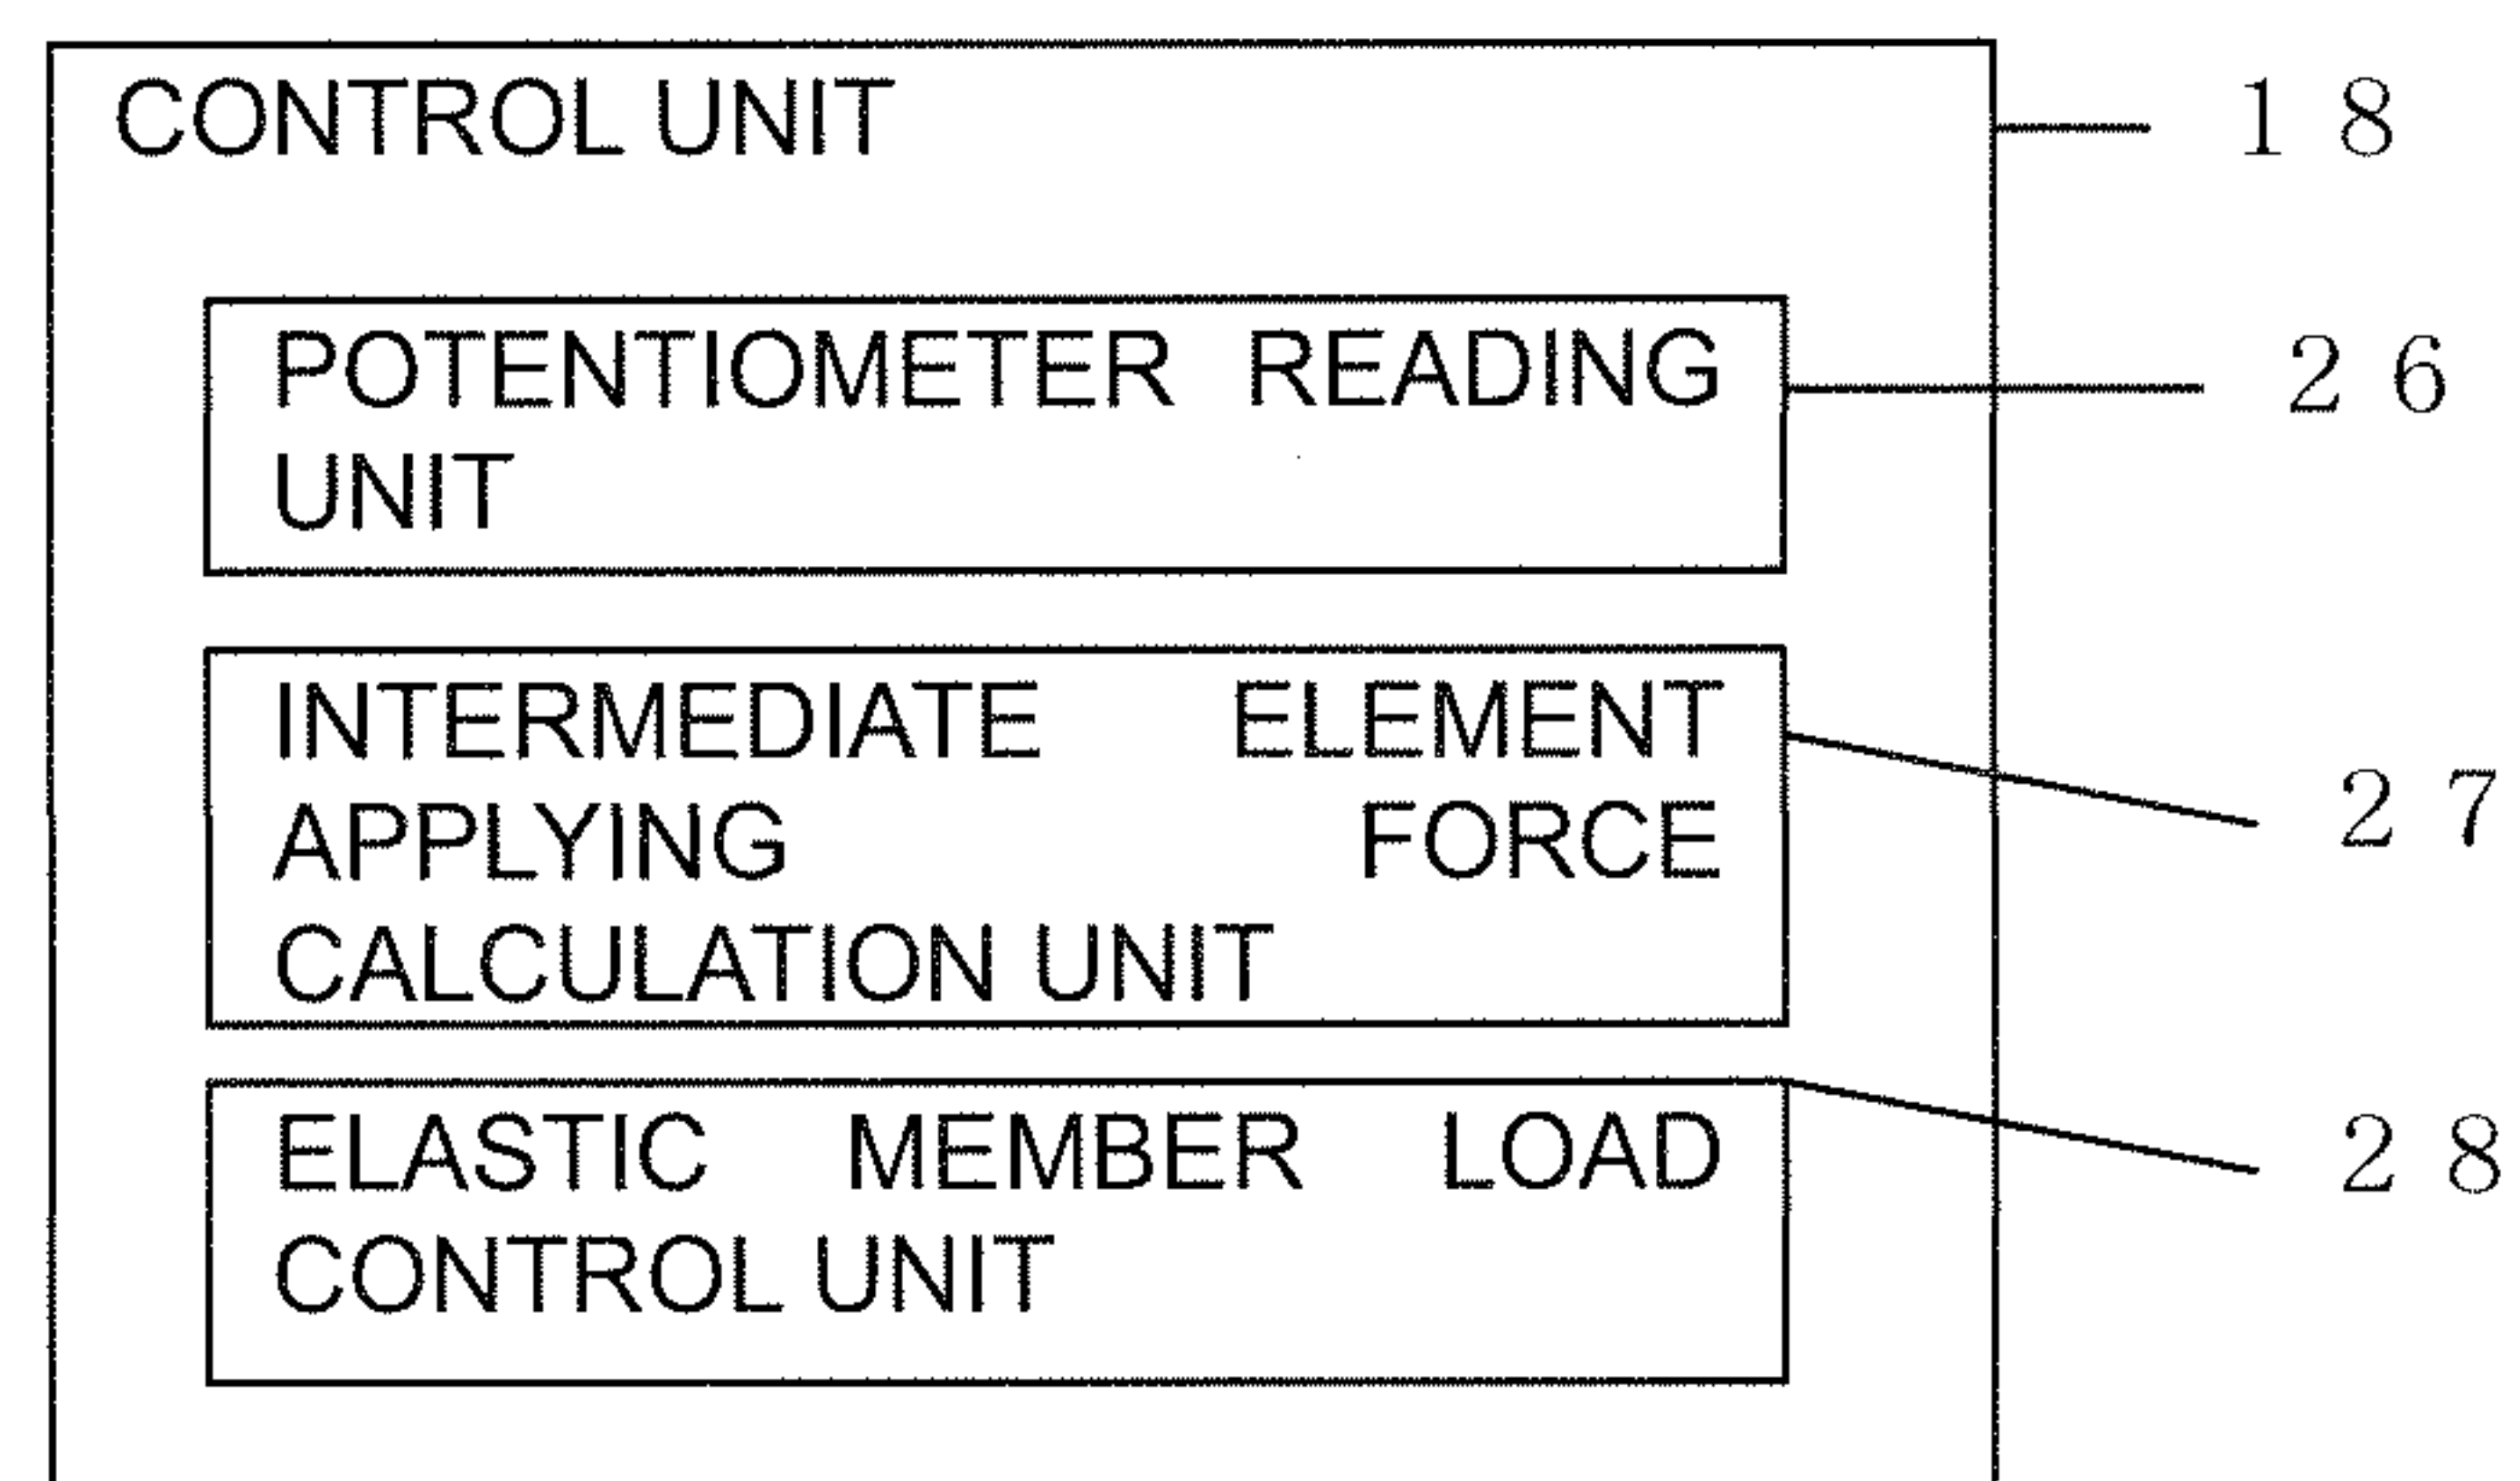 CONTROL UNIT 18
POTENTIOMETER READING 26
UNIT
INTERMEDIATE ELEMENT
APPLYING FORCE 27
CALCULATION UNIT
ELASTIC MEMBER LOAD 28
CONTROL UNIT